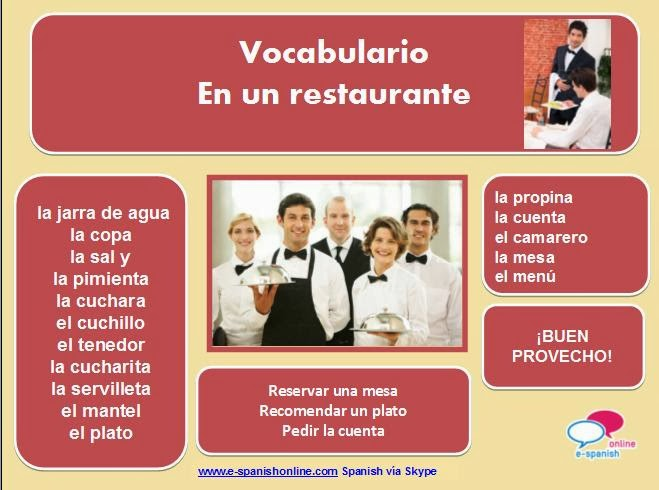 Vocabulario
En un restaurante
la jarra de agua
la copa
la sal y
la pimienta
la cuchara
el cuchillo
el tenedor
la cucharita
la servilleta
el mantel
el plato
Reservar una mesa
Recomendar un plato
Pedir la cuenta
la propina
la cuenta
el camarero
la mesa
el menú
¡BUEN
PROVECHO!
online
e-spanish
www.e-spanishonline.com Spanish vía Skype